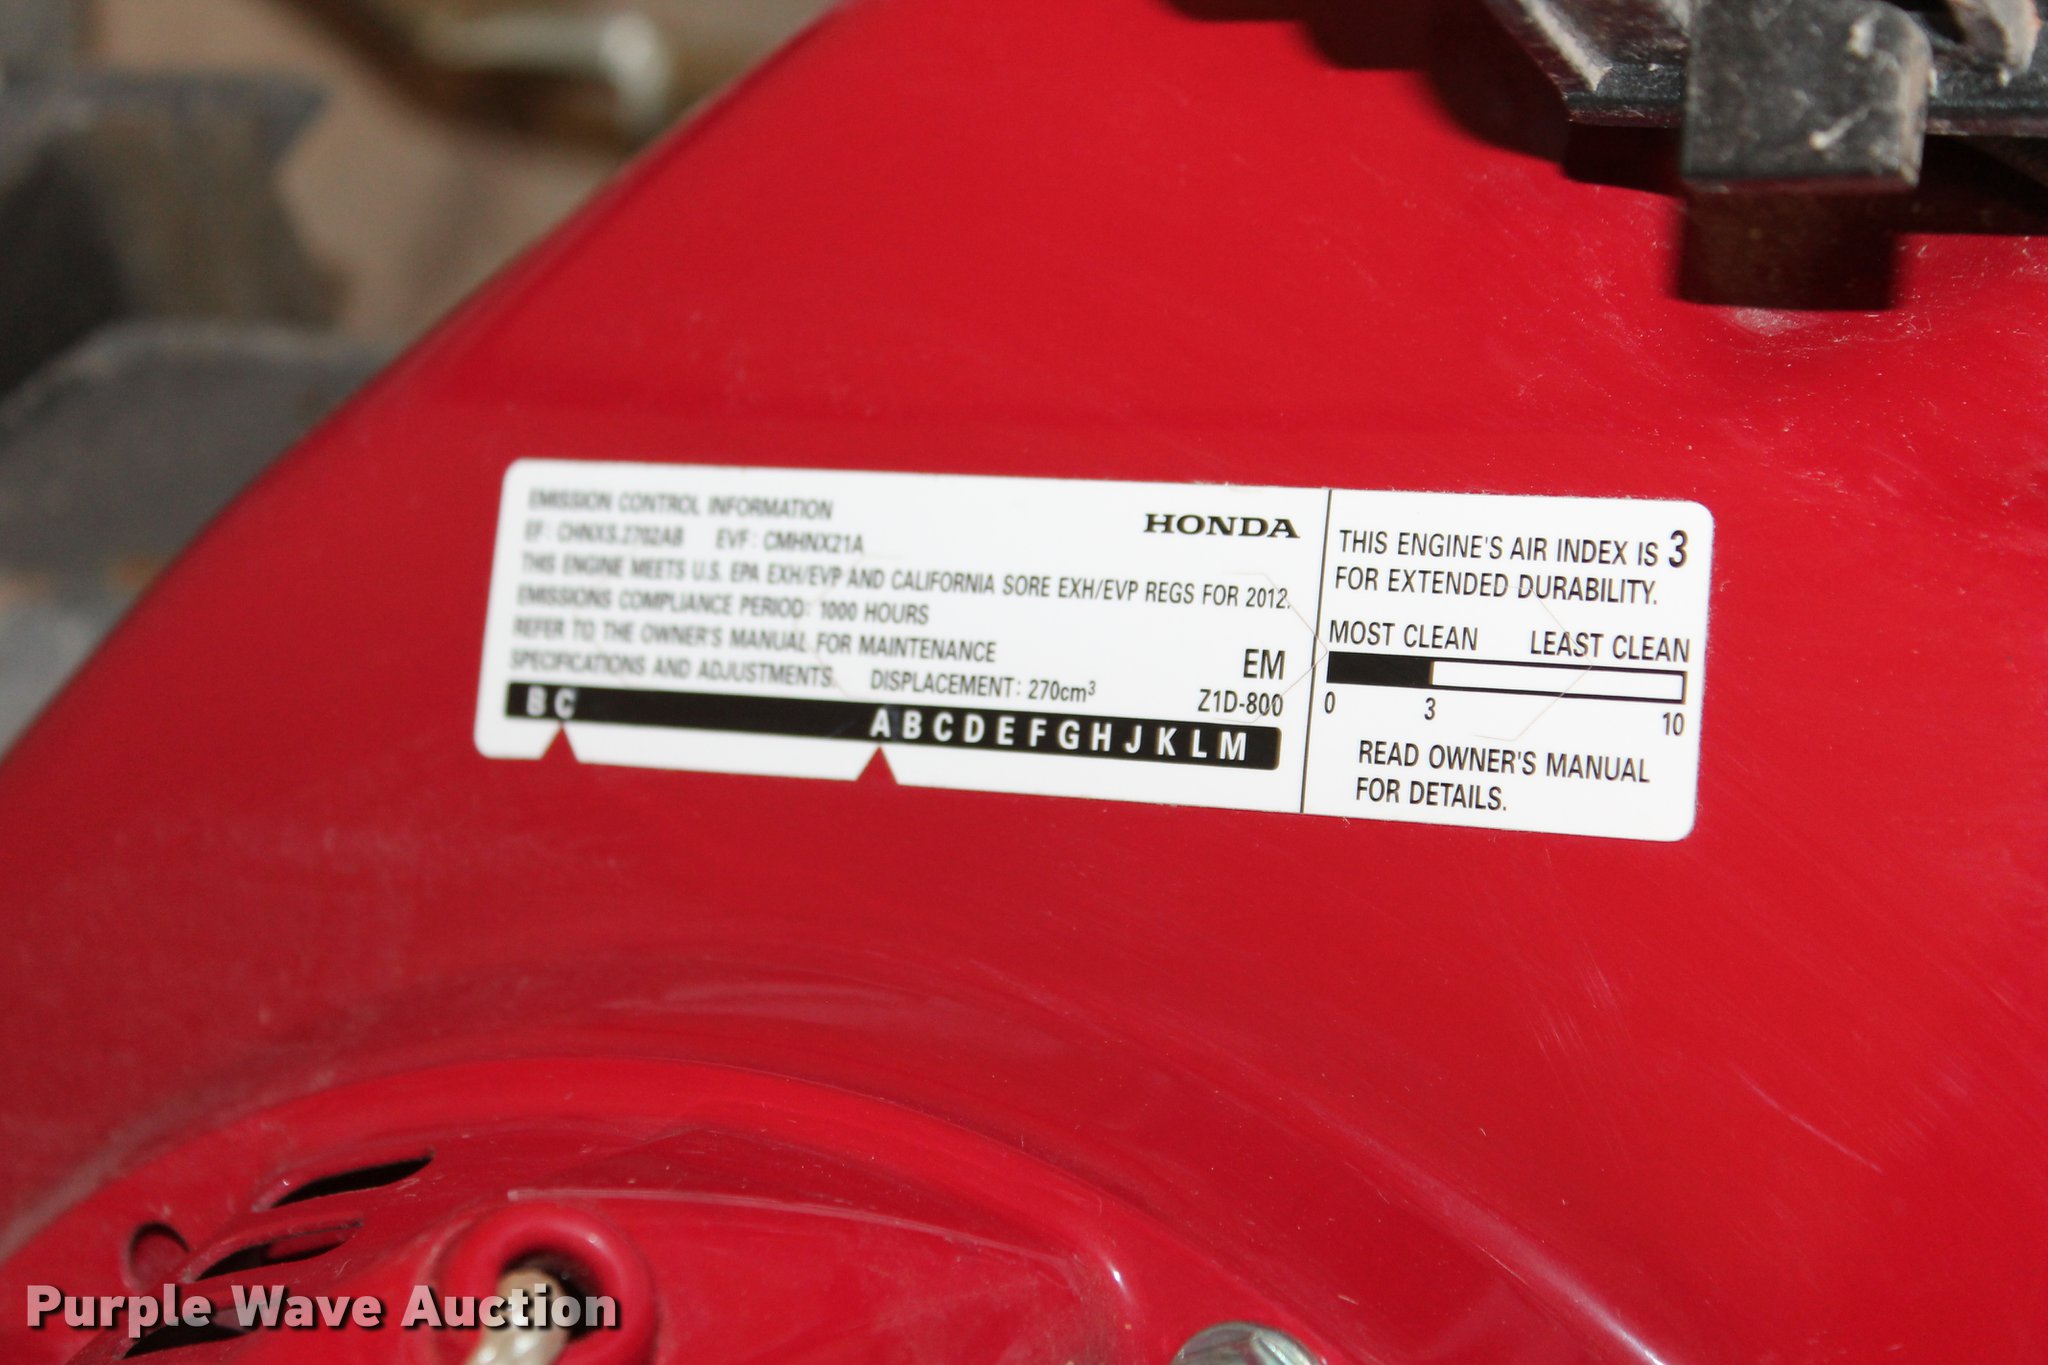 EMISSION CONTROL INFORMATION
HONDA
EF: CHNXS.2702AB EVF: CMHNX21A
THIS ENGINE MEETS U.S. EPA EXH/EVP AND CALIFORNIA SORE EXH/EVP REGS FOR 2012.
EMISSIONS COMPLIANCE PERIOD: 1000 HOURS
REFER TO THE OWNER'S MANUAL FOR MAINTENANCE
SPECIFICATIONS AND ADJUSTMENTS. DISPLACEMENT: 270cm³
EM
Z1D-800
B C A B C D E F G H J K L M
THIS ENGINE'S AIR INDEX IS 3
FOR EXTENDED DURABILITY.
MOST CLEAN LEAST CLEAN
0 3 10
READ OWNER'S MANUAL
FOR DETAILS.
Purple Wave Auction